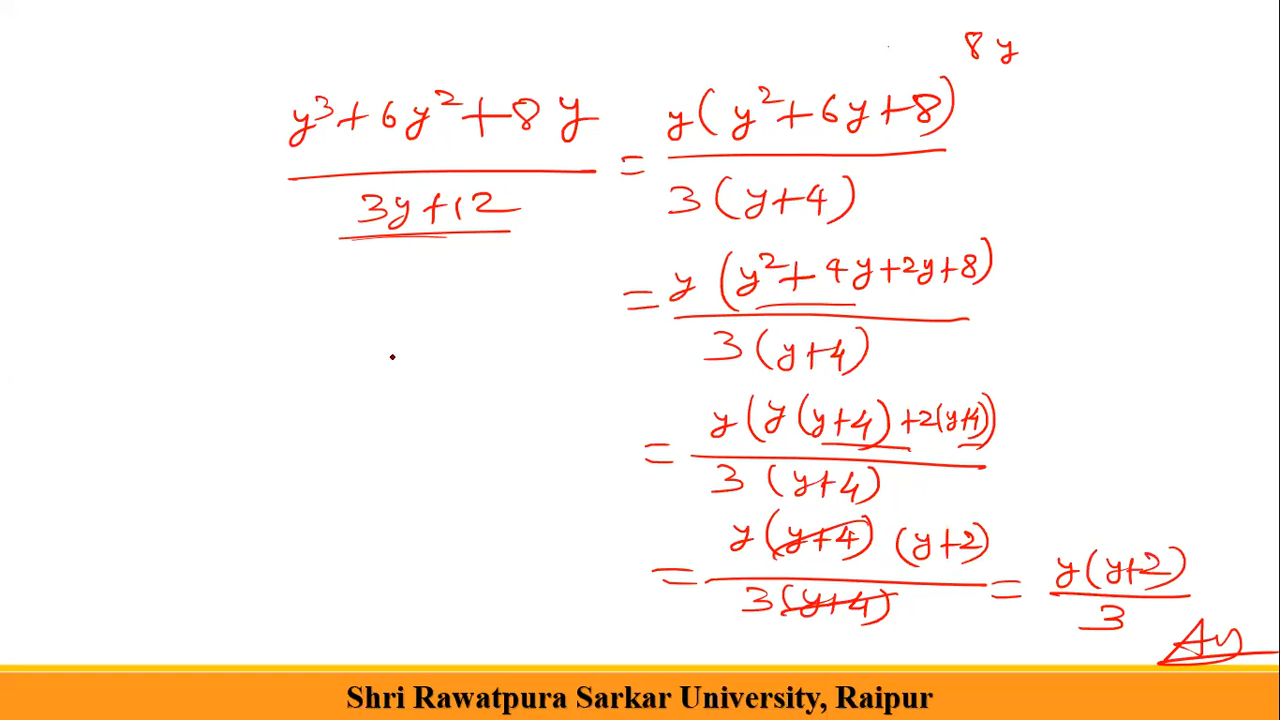 8y
y³+6y²+8y / 3y+12 = y(y²+6y+8) / 3(y+4)
= y(y²+4y+2y+8) / 3(y+4)
= y(y(y+4)+2(y+4)) / 3(y+4)
= y(y+4)(y+2) / 3(y+4) = y(y+2) / 3
Shri Rawatpura Sarkar University, Raipur